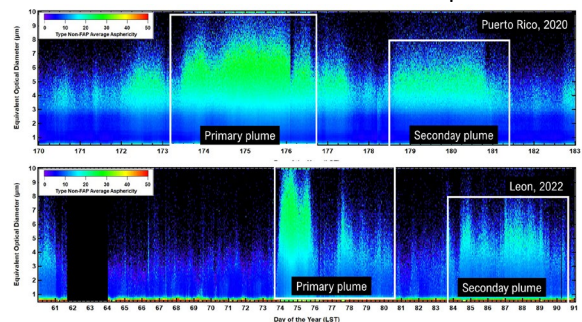 Puerto Rico, 2020
0 10 20 30 40 50
Type Non-FAP Average Asphericity
Equivalent Optical Diameter (µm)
10
9
8
7
6
5
4
3
2
1
Primary plume
Seconday plume
170 171 172 173 174 175 176 177 178 179 180 181 182 183
Leon, 2022
0 10 20 30 40 50
Type Non-FAP Average Asphericity
Equivalent Optical Diameter (µm)
10
9
8
7
6
5
4
3
2
1
Primary plume
Seconday plume
61 62 63 64 65 66 67 68 69 70 71 72 73 74 75 76 77 78 79 80 81 82 83 84 85 86 87 88 89 90 91
Day of the Year (LST)